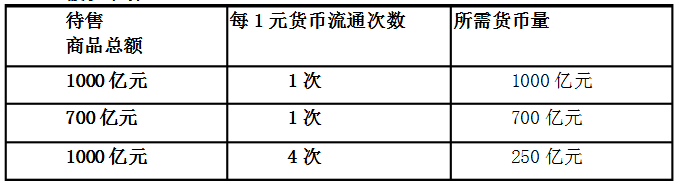 待售 每1元货币流通次数 所需货币量
商品总额
1000亿元 1次 1000亿元
700亿元 1次 700亿元
1000亿元 4次 250亿元